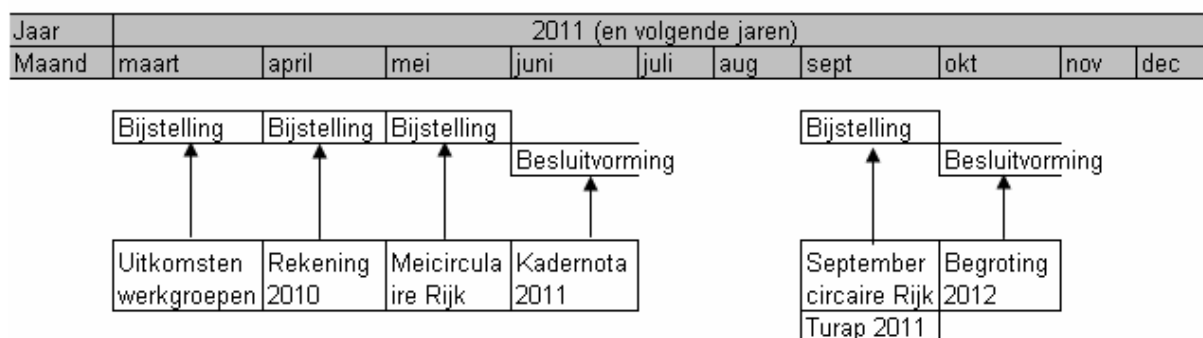 Jaar 2011 (en volgende jaren)
Maand maart april mei juni juli aug sept okt nov dec
Bijstelling Bijstelling Bijstelling Bijstelling
Besluitvorming Besluitvorming
Uitkomsten Rekening Meicircula Kadernota September Begroting
werkgroepen 2010 ire Rijk 2011 circaire Rijk 2012
Turap 2011